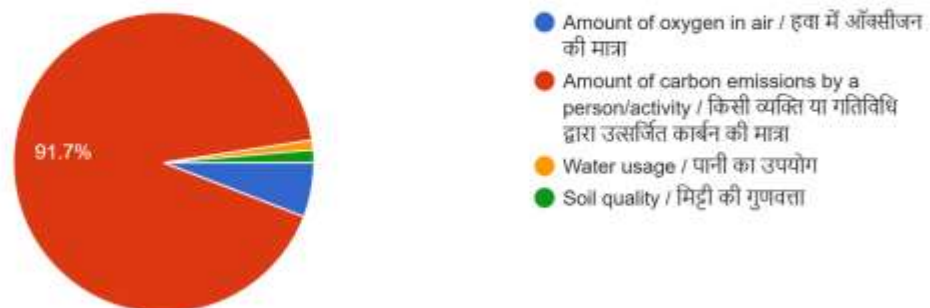 91.7%
Amount of oxygen in air / हवा में ऑक्सीजन
की मात्रा
Amount of carbon emissions by a
person/activity / किसी व्यक्ति या गतिविधि
द्वारा उत्सर्जित कार्बन की मात्रा
Water usage / पानी का उपयोग
Soil quality / मिट्टी की गुणवत्ता